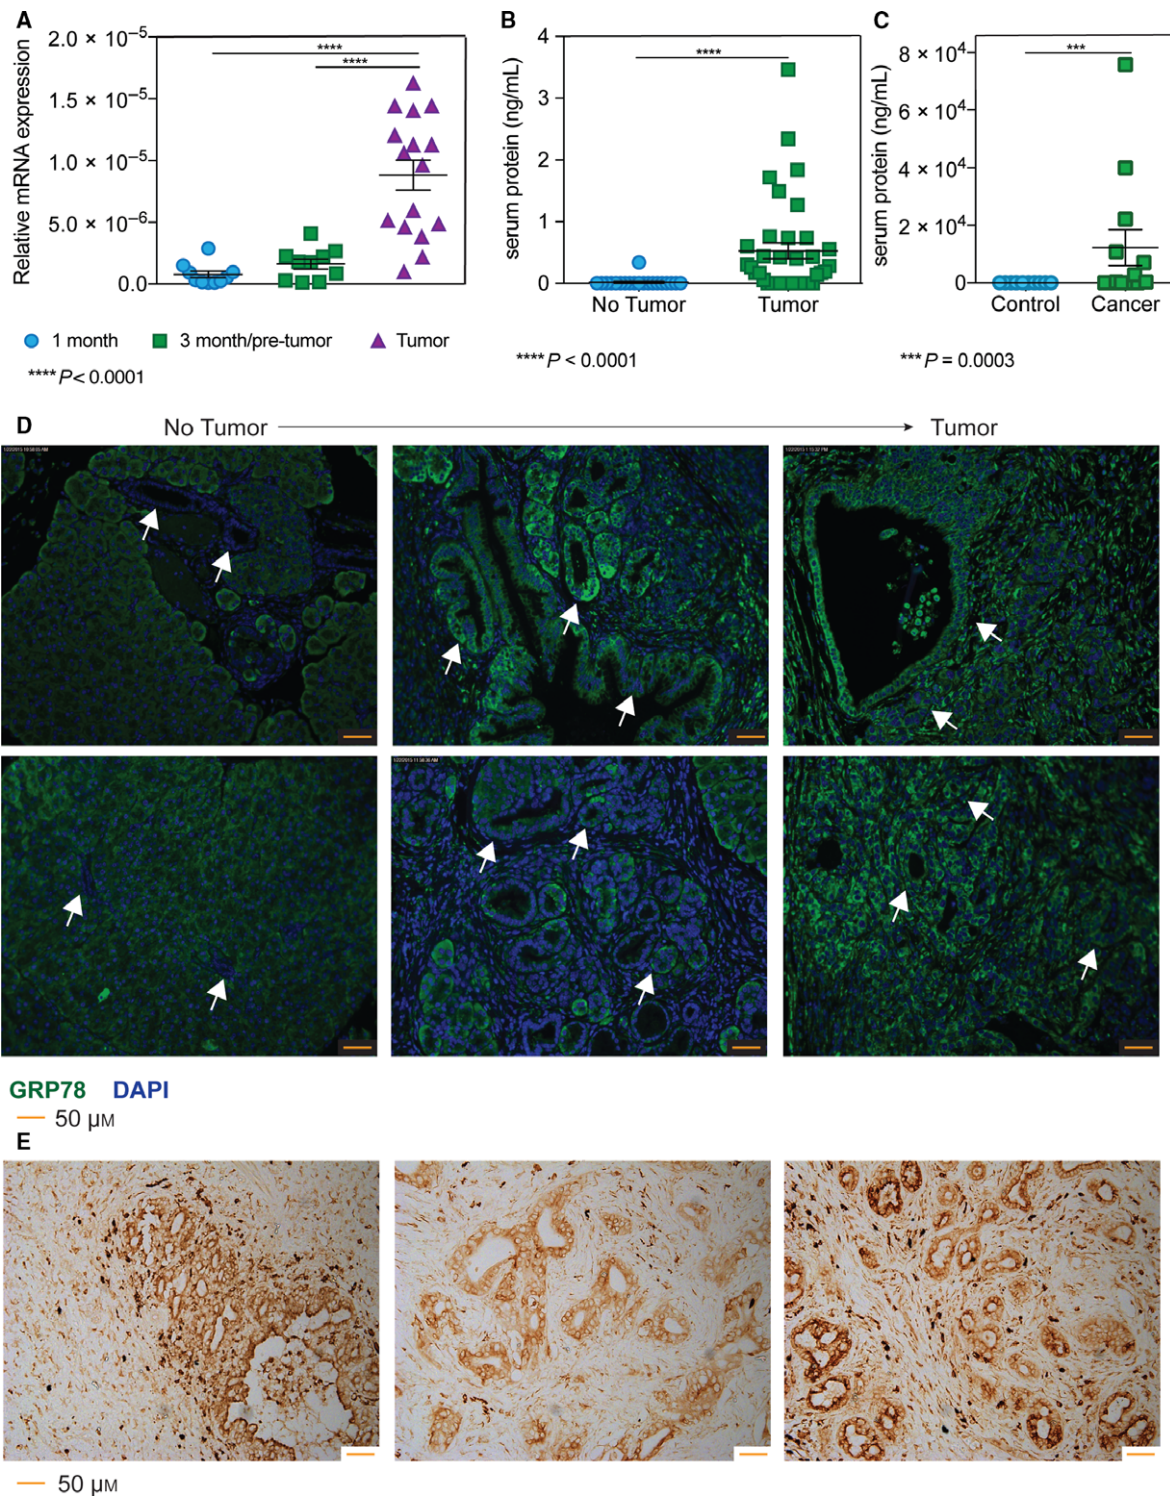 A
Relative mRNA expression
2.0 × 10⁻⁵
1.5 × 10⁻⁵
1.0 × 10⁻⁵
5.0 × 10⁻⁶
0.0
****
****
1 month
3 month/pre-tumor
Tumor
**** P < 0.0001
B
serum protein (ng/mL)
4
3
2
1
0
****
No Tumor
Tumor
**** P < 0.0001
C
serum protein (ng/mL)
8 × 10⁴
6 × 10⁴
4 × 10⁴
2 × 10⁴
0
***
Control
Cancer
*** P = 0.0003
D
No Tumor
Tumor
GRP78 DAPI
50 μM
E
50 μM